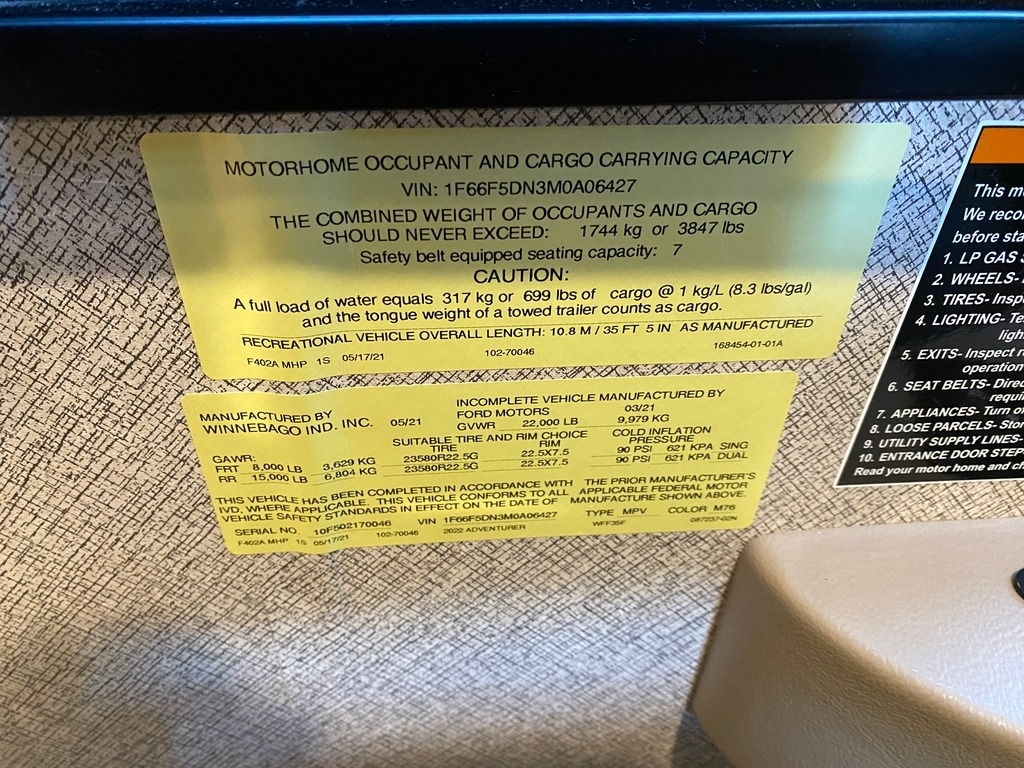 MOTORHOME OCCUPANT AND CARGO CARRYING CAPACITY
VIN: 1F66F5DN3M0A06427
THE COMBINED WEIGHT OF OCCUPANTS AND CARGO
SHOULD NEVER EXCEED: 1744 kg or 3847 lbs
Safety belt equipped seating capacity: 7
CAUTION:
A full load of water equals 317 kg or 699 lbs of cargo @ 1 kg/L (8.3 lbs/gal)
and the tongue weight of a towed trailer counts as cargo.
RECREATIONAL VEHICLE OVERALL LENGTH: 10.8 M / 35 FT 5 IN AS MANUFACTURED
F402A MHP 1S 05/17/21 102-70046 168454-01-01A
MANUFACTURED BY
WINNEBAGO IND. INC. 05/21
INCOMPLETE VEHICLE MANUFACTURED BY
FORD MOTORS 03/21
GVWR 22,000 LB 9,979 KG
SUITABLE TIRE AND RIM CHOICE
TIRE RIM
COLD INFLATION
PRESSURE
GAWR:
FRT 8,000 LB 3,629 KG 23580R22.5G 22.5X7.5 90 PSI 621 KPA SING
RR 15,000 LB 6,804 KG 23580R22.5G 22.5X7.5 90 PSI 621 KPA DUAL
THIS VEHICLE HAS BEEN COMPLETED IN ACCORDANCE WITH THE PRIOR MANUFACTURER'S
IVD, WHERE APPLICABLE. THIS VEHICLE CONFORMS TO ALL APPLICABLE FEDERAL MOTOR
VEHICLE SAFETY STANDARDS IN EFFECT ON THE DATE OF MANUFACTURE SHOWN ABOVE.
SERIAL NO. 10F502170046 VIN 1F66F5DN3M0A06427 TYPE MPV COLOR M76
F402A MHP 1S 05/17/21 102-70046 2022 ADVENTURER WFF35F 087237-02N
This
We
before
1. LP GAS
2. WHEELS-
3. TIRES-
4. LIGHTING-
5. EXITS- Inspect
operation
6. SEAT BELTS-
7. APPLIANCES- Turn
8. LOOSE PARCELS-
9. UTILITY SUPPLY LINES-
10. ENTRANCE DOOR
Read your motor home and